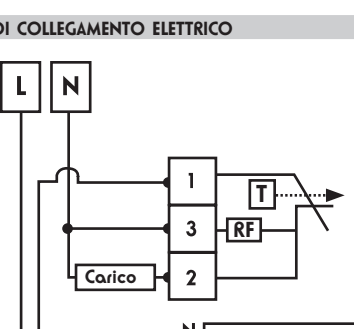 DI COLLEGAMENTO ELETTRICO
L N
1
T
3 RF
Carico 2
N